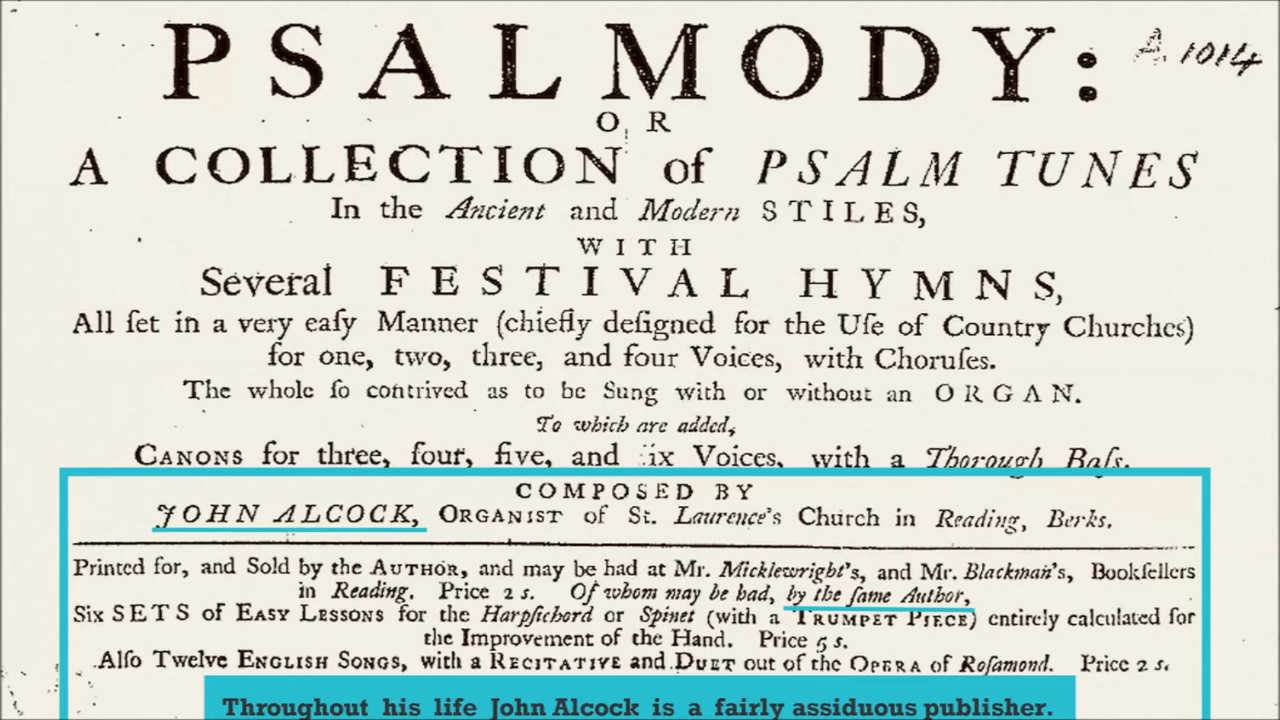 PSALMODY:
A 1014
OR
A COLLECTION of PSALM TUNES
In the Ancient and Modern STILES,
WITH
Several FESTIVAL HYMNS,
All ſet in a very eaſy Manner (chiefly deſigned for the Uſe of Country Churches)
for one, two, three, and four Voices, with Choruſes.
The whole ſo contrived as to be Sung with or without an ORGAN.
To which are added,
CANONS for three, four, five, and ſix Voices, with a Thorough Baſs.
COMPOSED BY
JOHN ALCOCK, ORGANIST of St. Laurence's Church in Reading, Berks.
Printed for, and Sold by the AUTHOR, and may be had at Mr. Micklewright's, and Mr. Blackman's, Bookſellers
in Reading. Price 2 s. Of whom may be had, by the ſame Author,
Six SETS of EASY LESSONS for the Harpſichord or Spinet (with a TRUMPET PIECE) entirely calculated for
the Improvement of the Hand. Price 5 s.
Alſo Twelve ENGLISH SONGS, with a RECITATIVE and DUET out of the OPERA of Roſamond. Price 2 s.
Throughout his life John Alcock is a fairly assiduous publisher.